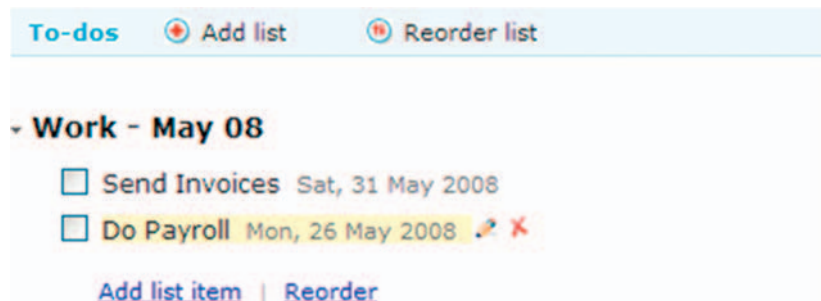 To-dos Add list Reorder list
Work - May 08
Send Invoices Sat, 31 May 2008
Do Payroll Mon, 26 May 2008
Add list item | Reorder